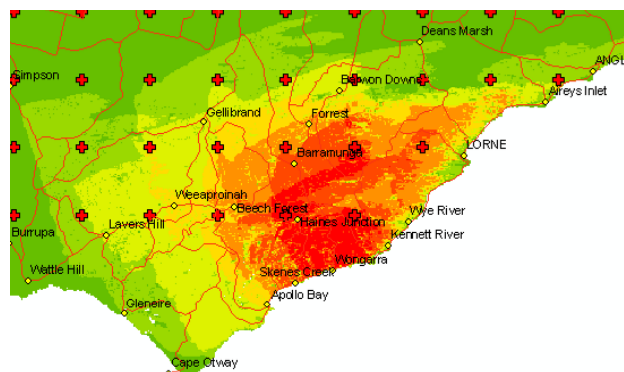 Deans Marsh
ANGL
Simpson
Barwon Downs
Aireys Inlet
Gellibrand
Forrest
LORNE
Barramunga
Weeaproinah
Beech Forest
Wye River
Haines Junction
Lavers Hill
Burrupa
Kennett River
Wongarra
Skenes Creek
Wattle Hill
Apollo Bay
Gleneire
Cape Otway